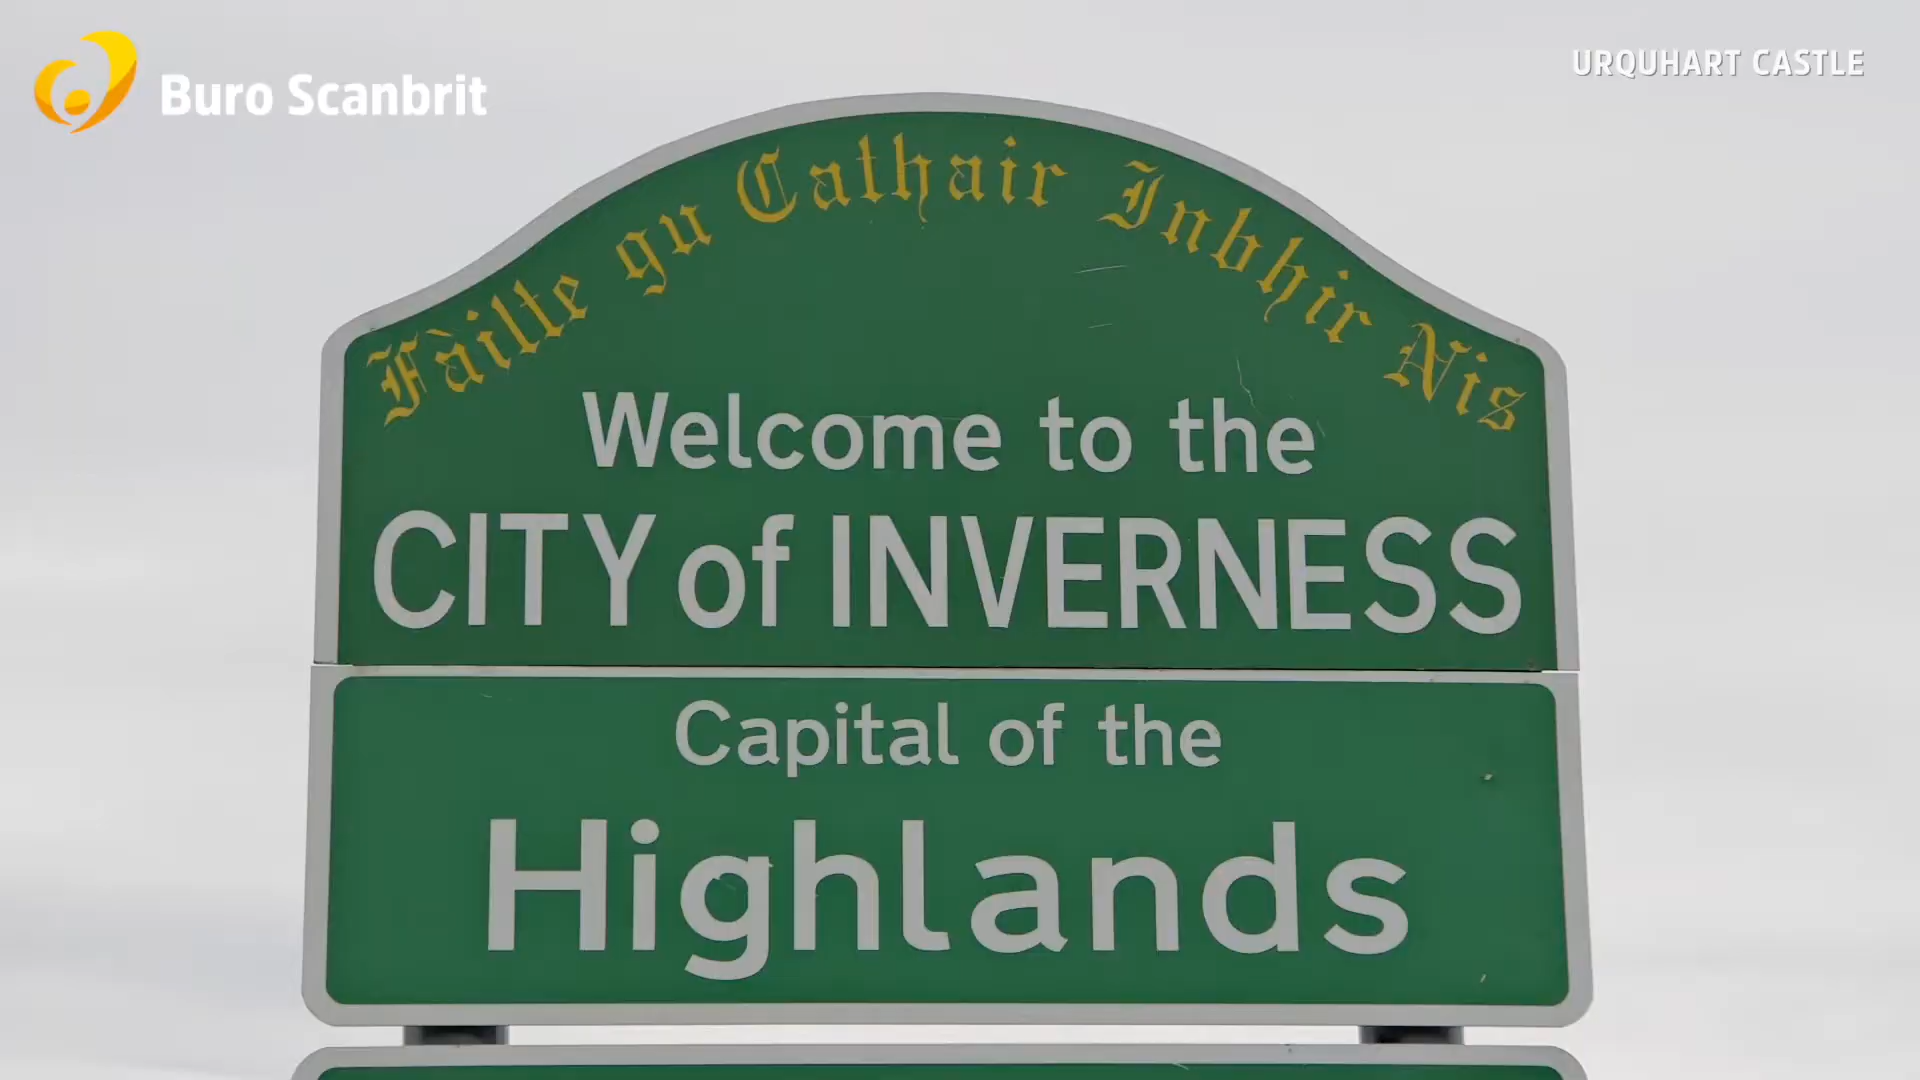 Buro Scanbrit
URQUHART CASTLE
Fàilte gu Cathair Inbhir Nis
Welcome to the
CITY of INVERNESS
Capital of the
Highlands